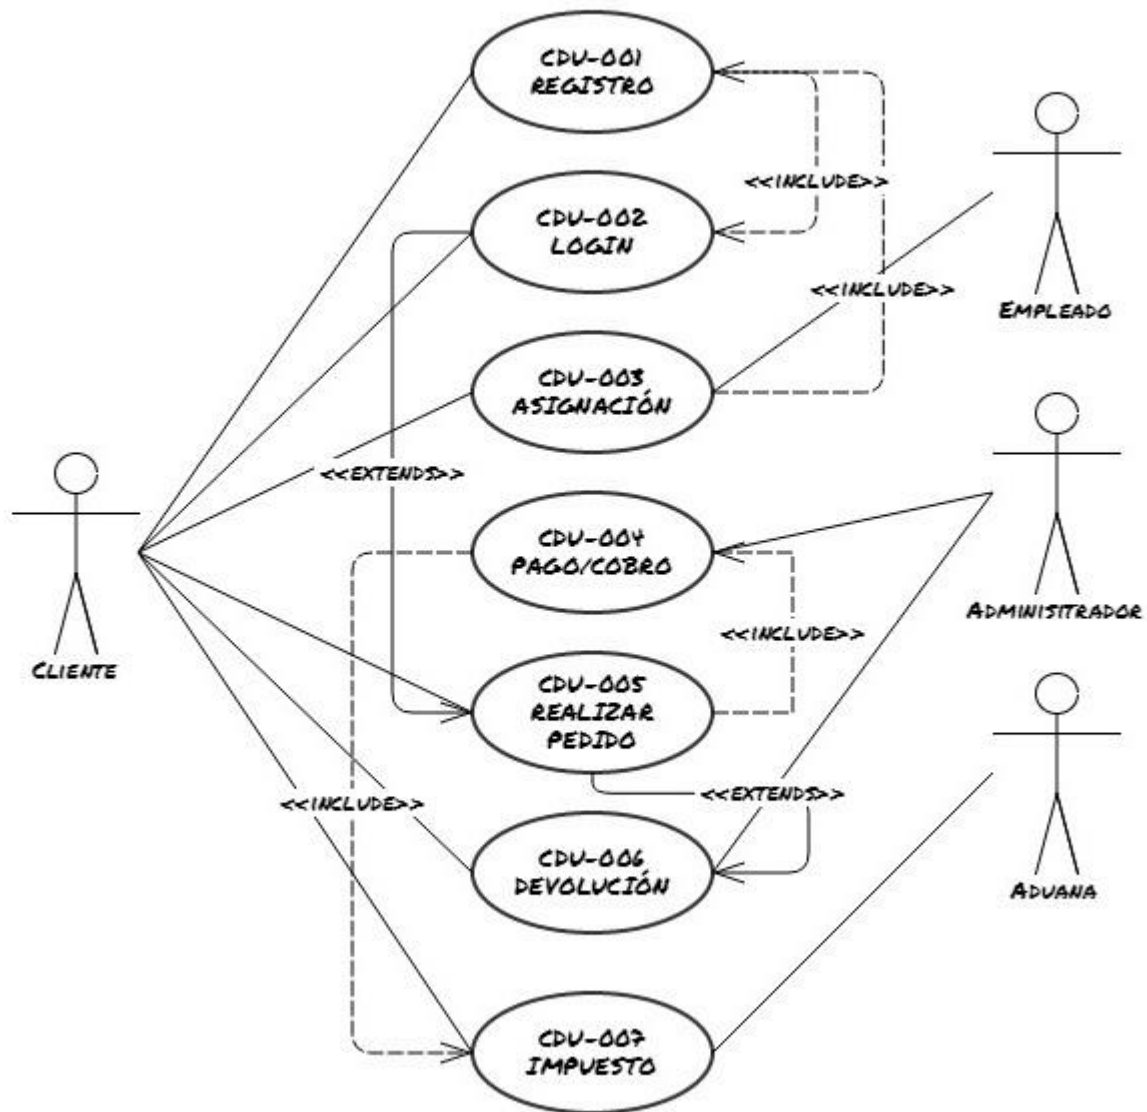 CDU-001
REGISTRO
<<INCLUDE>>
CDU-002
LOGIN
<<INCLUDE>>
EMPLEADO
CDU-003
ASIGNACIÓN
<<EXTENDS>>
CDU-004
PAGO/COBRO
ADMINISITRADOR
<<INCLUDE>>
CLIENTE
CDU-005
REALIZAR
PEDIDO
<<EXTENDS>>
<<INCLUDE>>
CDU-006
DEVOLUCIÓN
ADUANA
CDU-007
IMPUESTO